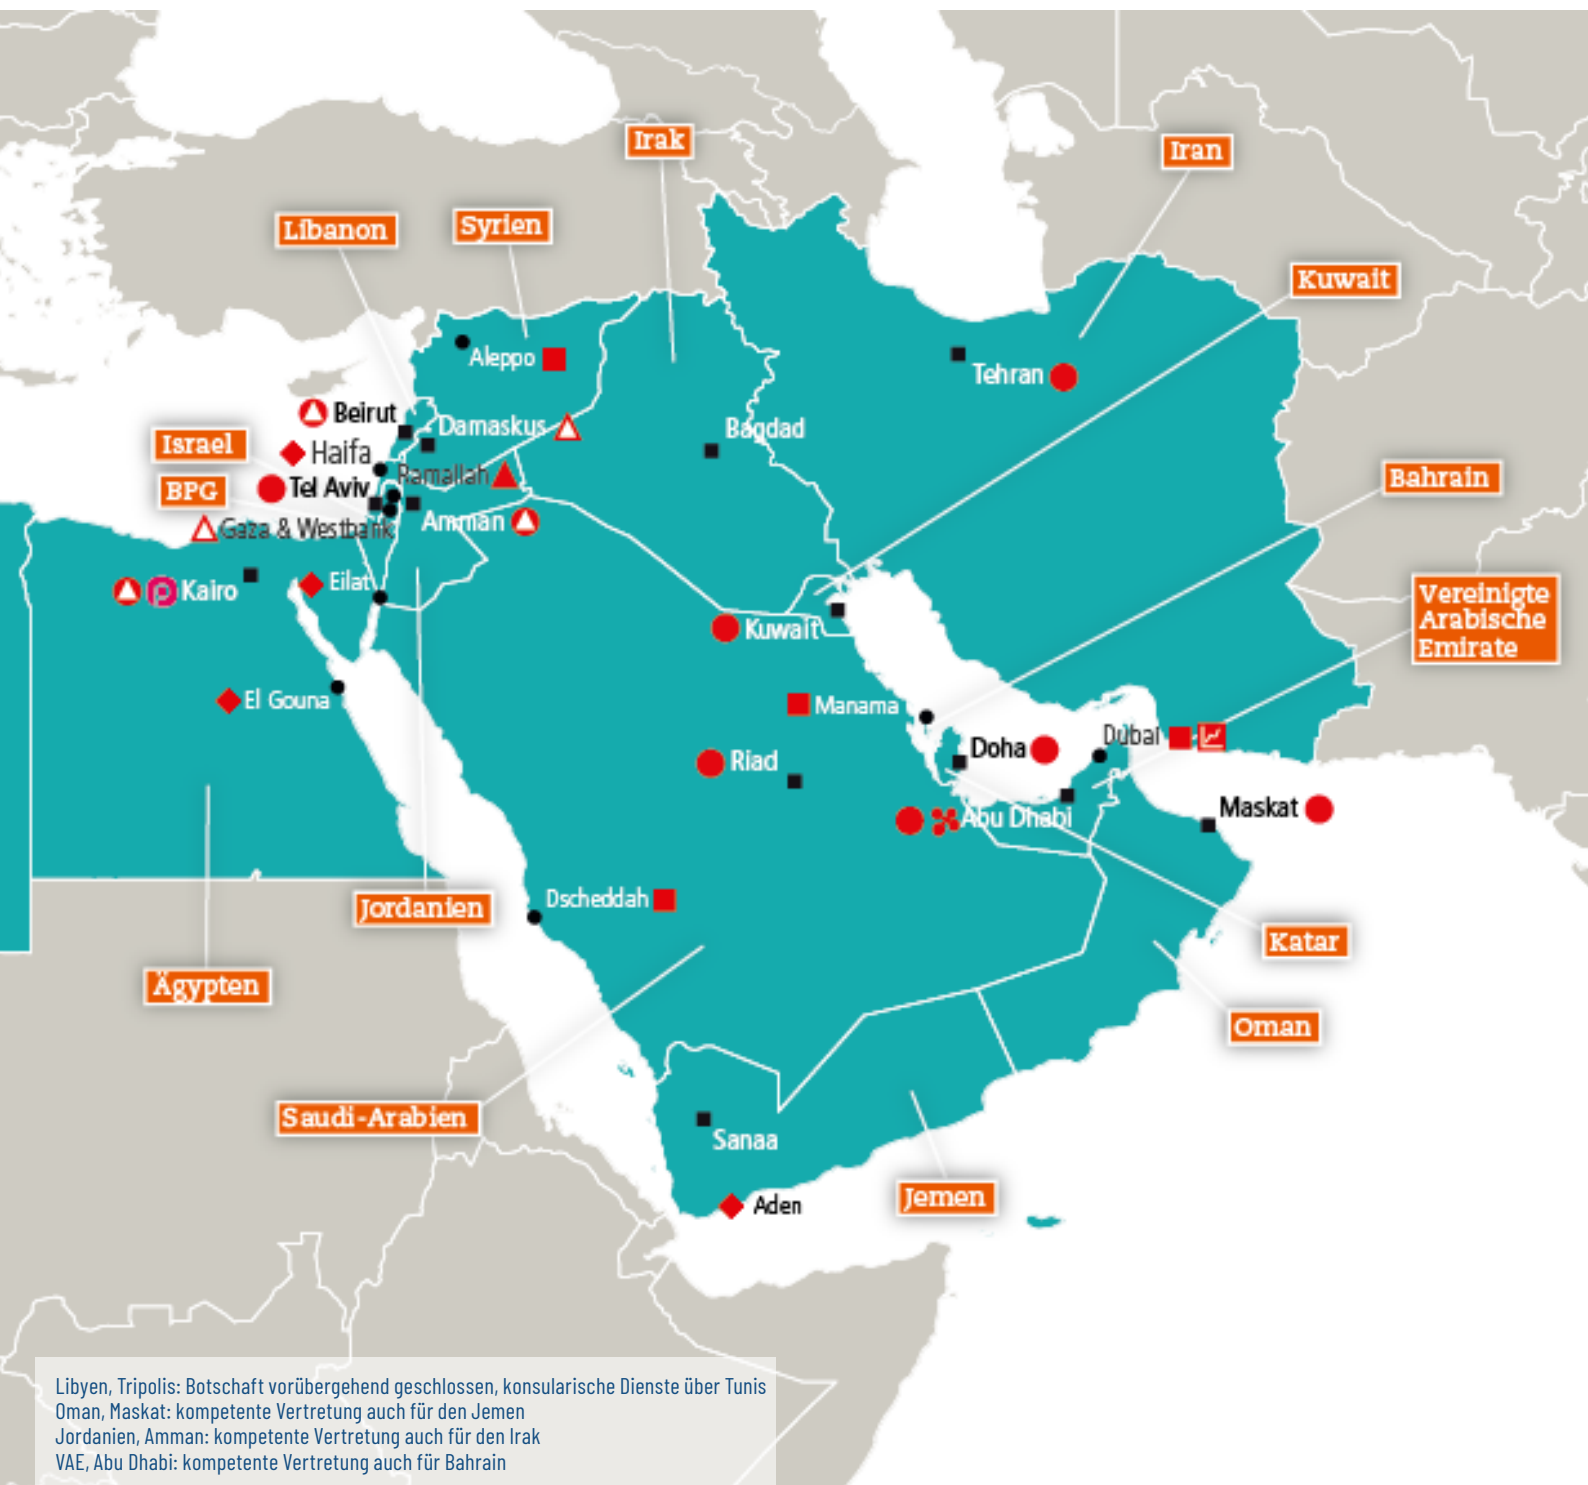 Irak
Iran
Libanon
Syrien
Kuwait
Aleppo
Tehran
Beirut
Damaskus
Bagdad
Israel
Haifa
Ramallah
Bahrain
BPG
Tel Aviv
Amman
Gaza & Westbank
Kairo
Eilat
Vereinigte
Arabische
Emirate
Kuwait
El Gouna
Manama
Dubai
Doha
Riad
Maskat
Abu Dhabi
Dscheddah
Jordanien
Katar
Ägypten
Oman
Saudi-Arabien
Sanaa
Jemen
Aden
Libyen, Tripolis: Botschaft vorübergehend geschlossen, konsularische Dienste über Tunis
Oman, Maskat: kompetente Vertretung auch für den Jemen
Jordanien, Amman: kompetente Vertretung auch für den Irak
VAE, Abu Dhabi: kompetente Vertretung auch für Bahrain